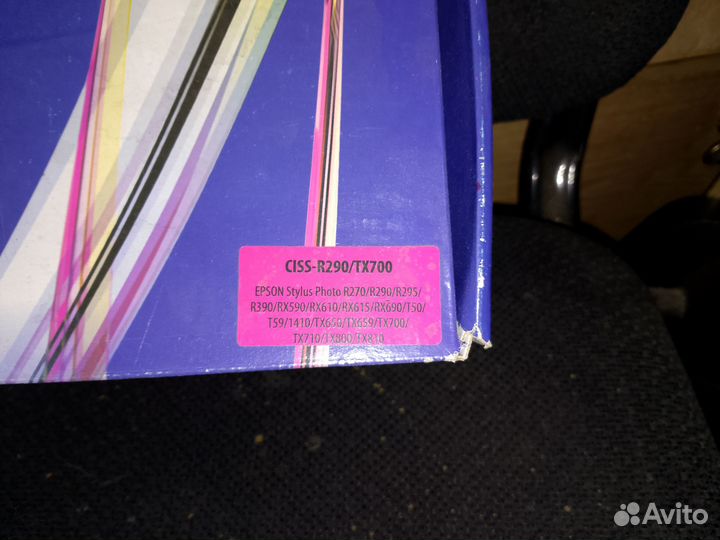 CISS-R290/TX700
EPSON Stylus Photo R270/R290/R295/
R390/RX590/RX610/RX615/RX690/T50/
T59/1410/TX650/TX659/TX700/
TX710/TX800/TX810
Avito